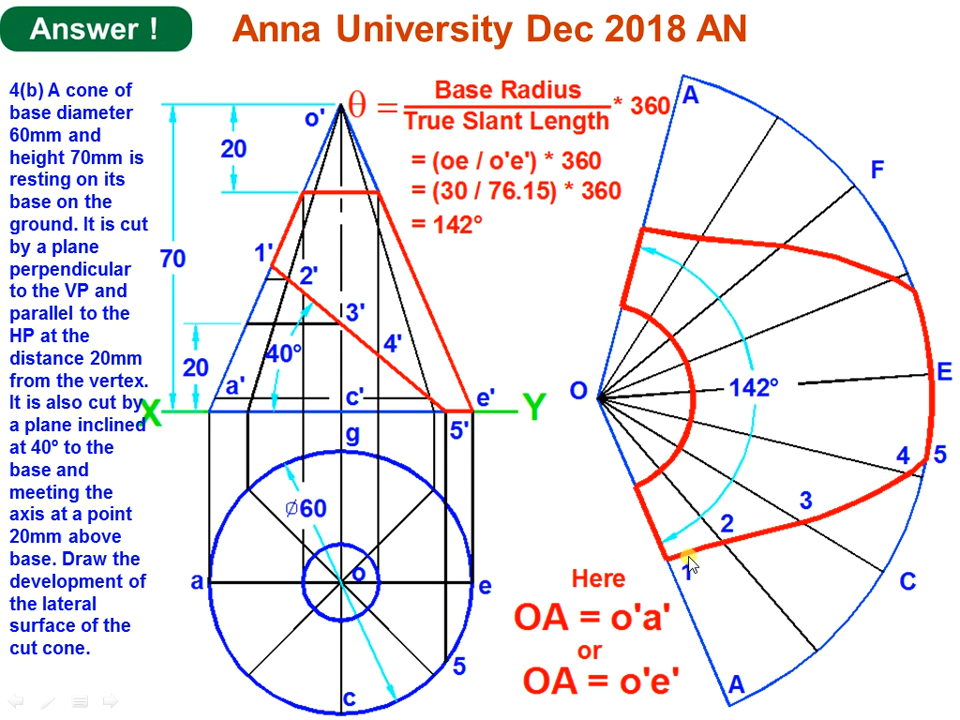 Answer !
Anna University Dec 2018 AN
4(b) A cone of
base diameter
60mm and
height 70mm is
resting on its
base on the
ground. It is cut
by a plane
perpendicular
to the VP and
parallel to the
HP at the
distance 20mm
from the vertex.
It is also cut by
a plane inclined
at 40º to the
base and
meeting the
axis at a point
20mm above
base. Draw the
development of
the lateral
surface of the
cut cone.
θ = Base Radius
True Slant Length * 360
= (oe / o'e') * 360
= (30 / 76.15) * 360
= 142°
o'
20
70
1'
2'
3'
4'
40°
20
a'
c'
e'
X
Y
5'
g
∅60
a
o
e
5
c
A
F
O
142°
E
4
5
3
2
1
C
A
Here
OA = o'a'
or
OA = o'e'